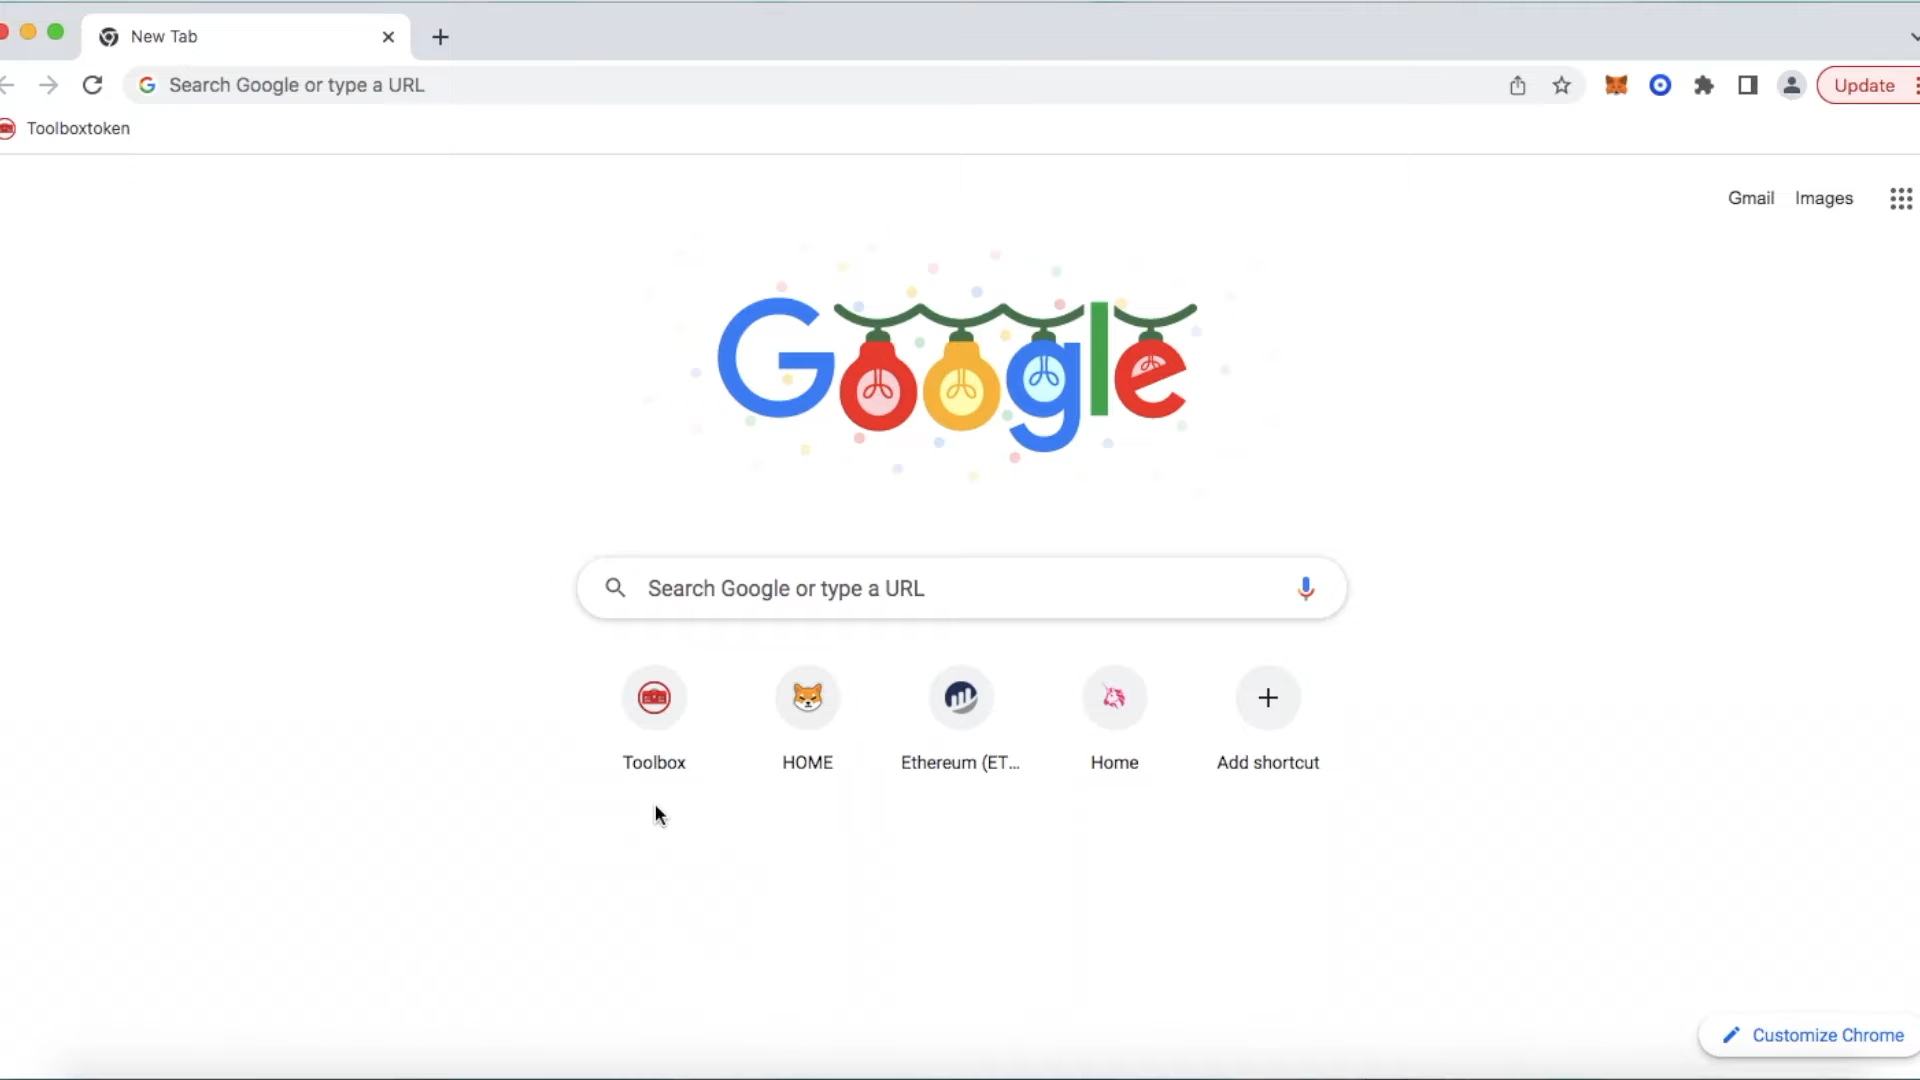 New Tab
Search Google or type a URL
Update
Toolboxtoken
Gmail Images
Google
Search Google or type a URL
Toolbox HOME Ethereum (ET... Home Add shortcut
Customize Chrome